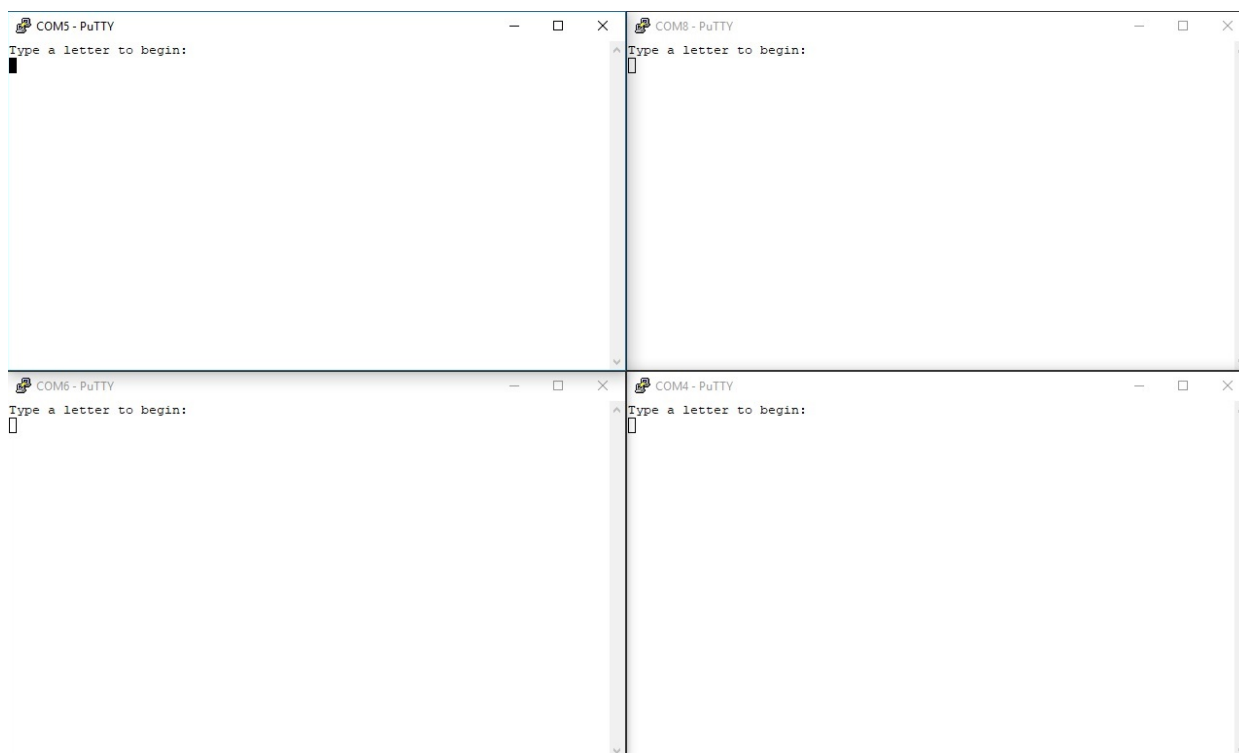 COM5 - PuTTY
Type a letter to begin:
COM8 - PuTTY
Type a letter to begin:
COM6 - PuTTY
Type a letter to begin:
COM4 - PuTTY
Type a letter to begin: